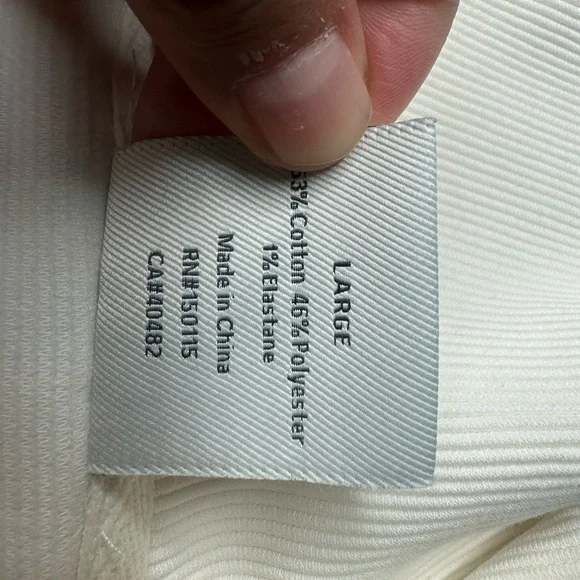 LARGE
53% Cotton 46% Polyester
1% Elastane
Made in China
RN#150115
CA#40482